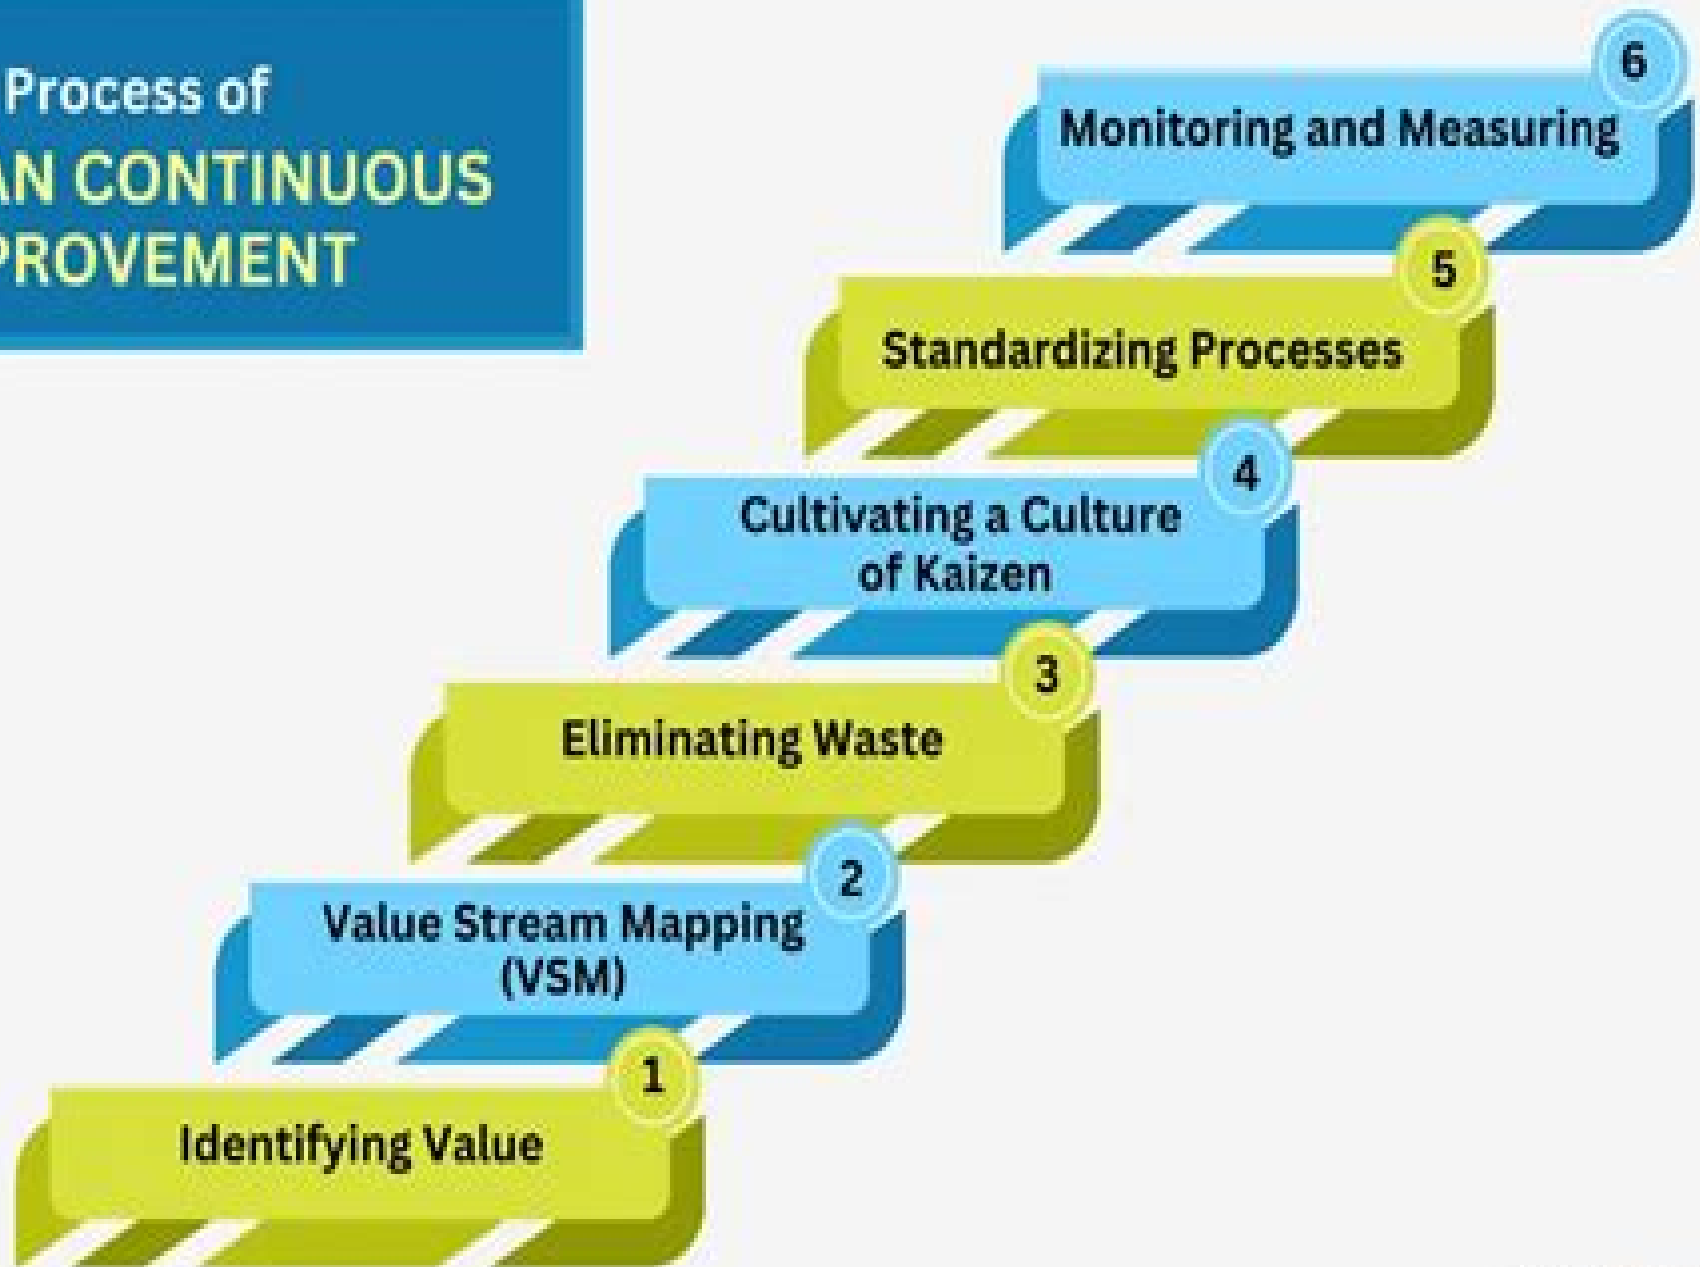 Process of
AN CONTINUOUS
PROVEMENT
6
Monitoring and Measuring
5
Standardizing Processes
4
Cultivating a Culture
of Kaizen
3
Eliminating Waste
2
Value Stream Mapping
(VSM)
1
Identifying Value